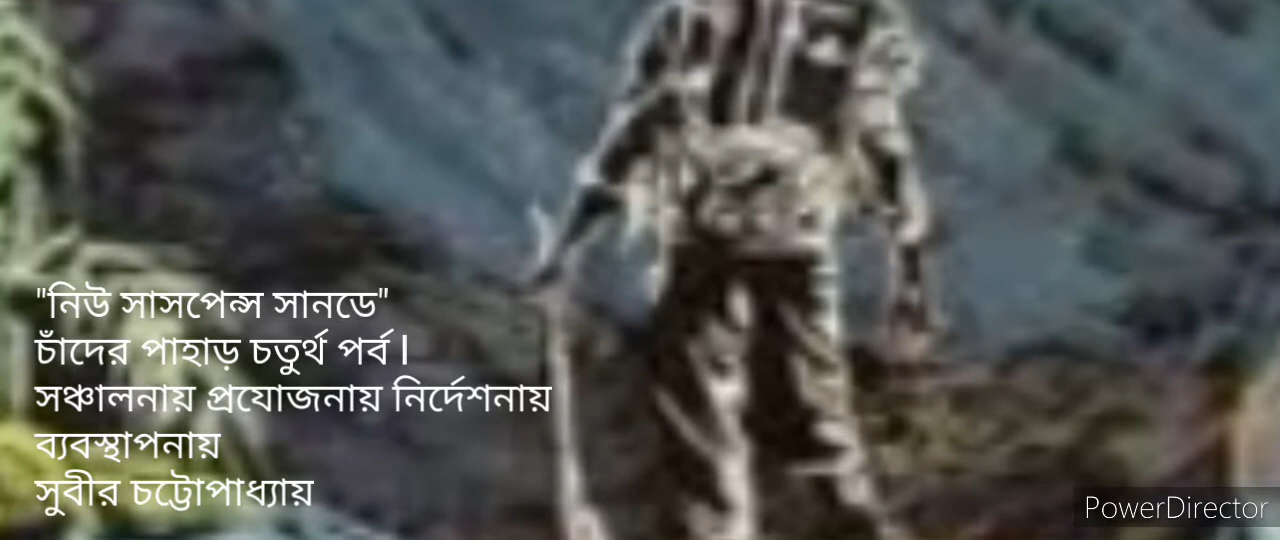 "নিউ সাসপেন্স সানডে"
চাঁদের পাহাড় চতুর্থ পর্ব l
সঞ্চালনায় প্রযোজনায় নির্দেশনায়
ব্যবস্থাপনায়
সুবীর চট্টোপাধ্যায়
PowerDirector